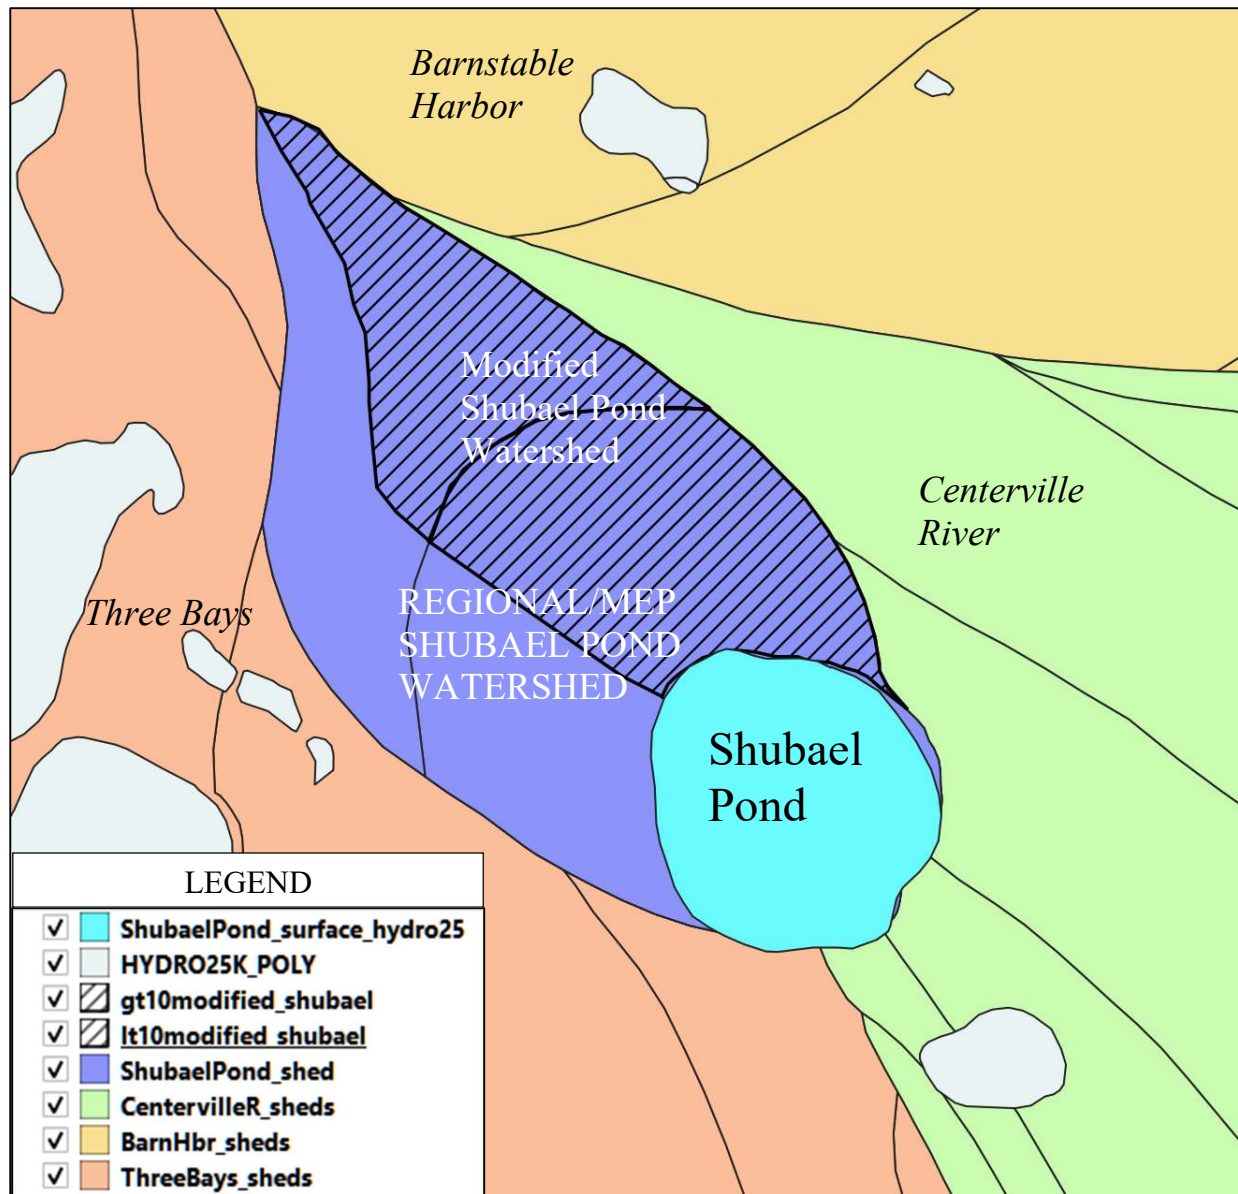 Barnstable
Harbor
Modified
Shubael Pond
Watershed
Centerville
River
Three Bays
REGIONAL/MEP
SHUBAEL POND
WATERSHED
Shubael
Pond
LEGEND
ShubaelPond_surface_hydro25
HYDRO25K_POLY
gt10modified_shubael
lt10modified_shubael
ShubaelPond_shed
CentervilleR_sheds
BarnHbr_sheds
ThreeBays_sheds